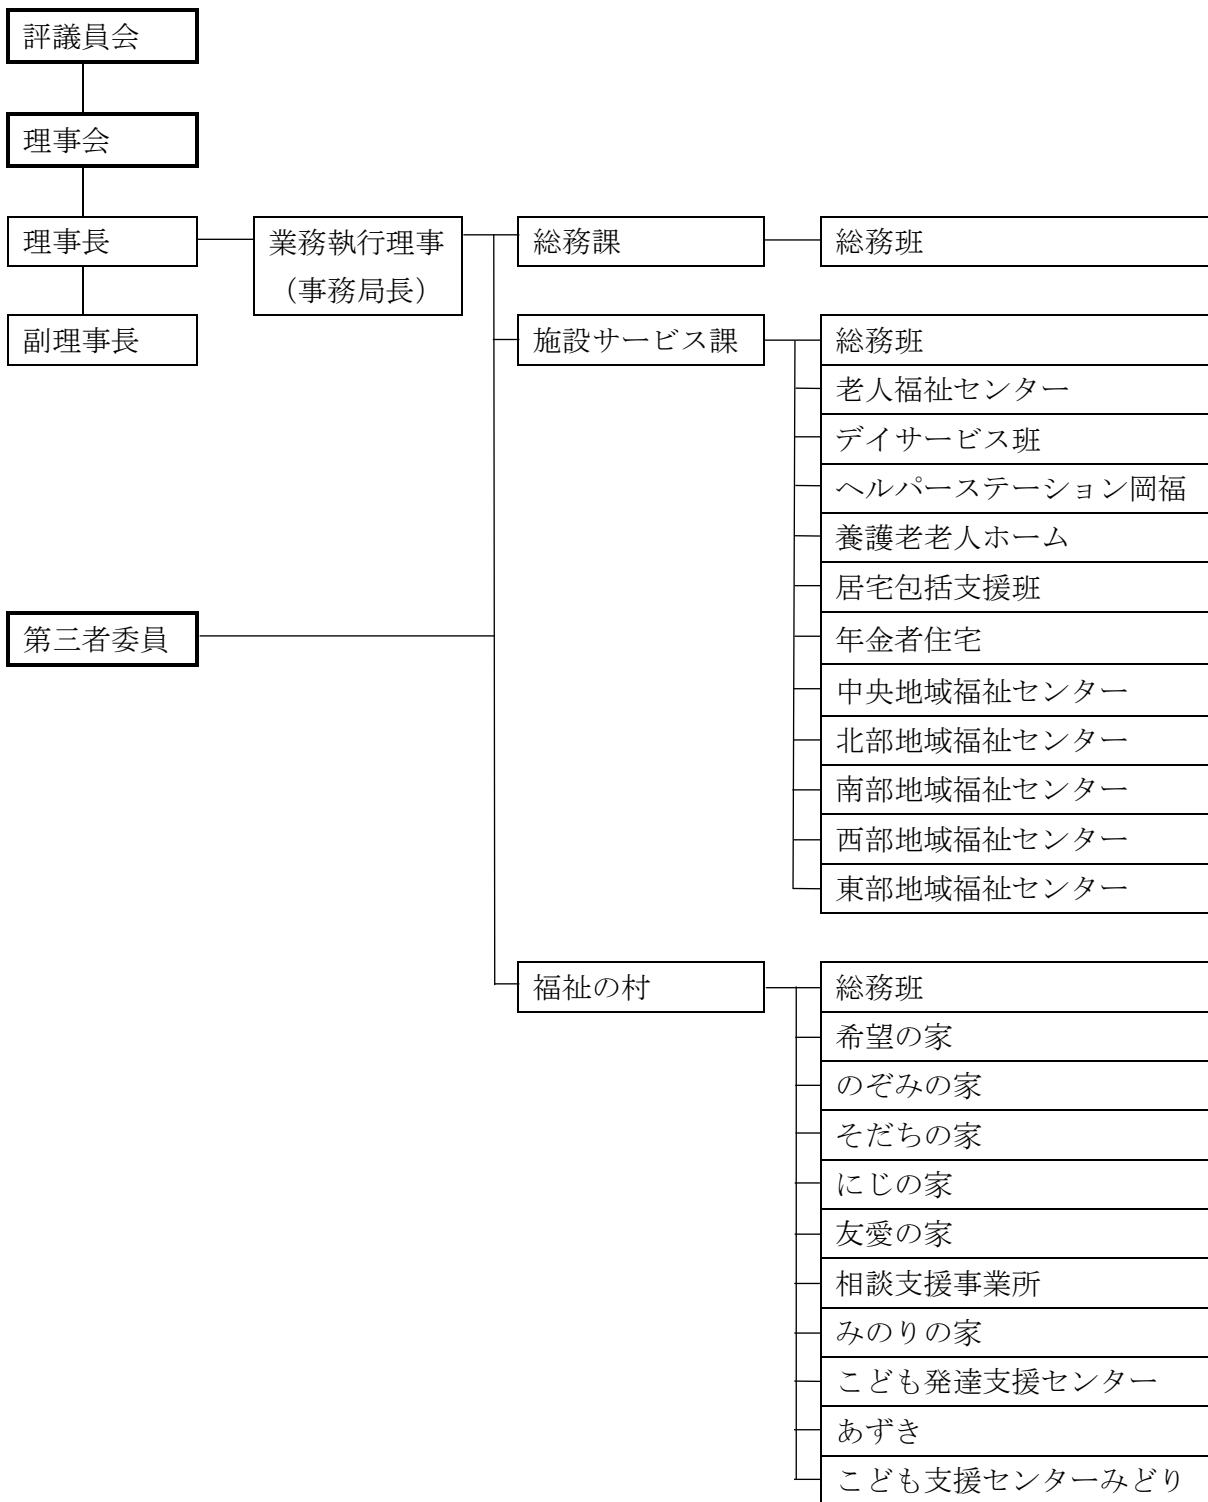 評議員会
理事会
理事長
業務執行理事
(事務局長)
総務課
総務班
副理事長
施設サービス課
総務班
老人福祉センター
デイサービス班
ヘルパーステーション岡福
養護老老人ホーム
居宅包括支援班
年金者住宅
第三者委員
中央地域福祉センター
北部地域福祉センター
南部地域福祉センター
西部地域福祉センター
東部地域福祉センター
福祉の村
総務班
希望の家
のぞみの家
そだちの家
にじの家
友愛の家
相談支援事業所
みのりの家
こども発達支援センター
あずき
こども支援センターみどり